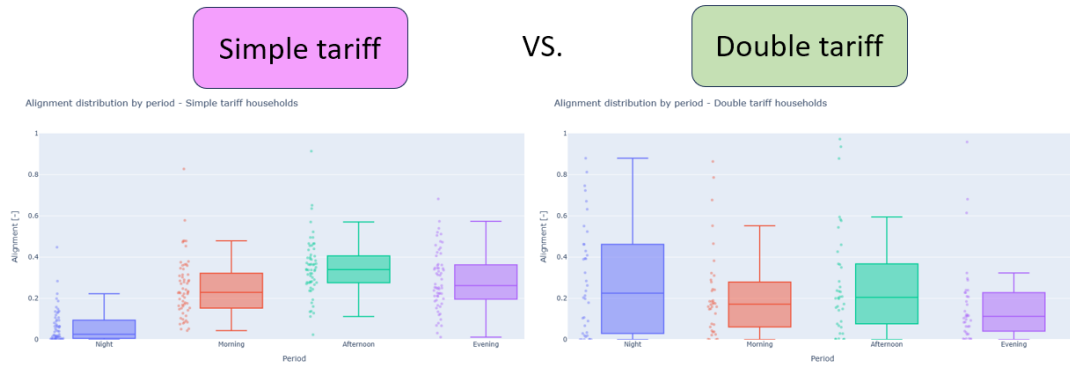 Simple tariff
VS.
Double tariff
Alignment distribution by period - Simple tariff households
1
0.8
0.6
0.4
0.2
0
Alignment [-]
Night
Morning
Afternoon
Evening
Period
Alignment distribution by period - Double tariff households
1
0.8
0.6
0.4
0.2
0
Alignment [-]
Night
Morning
Afternoon
Evening
Period